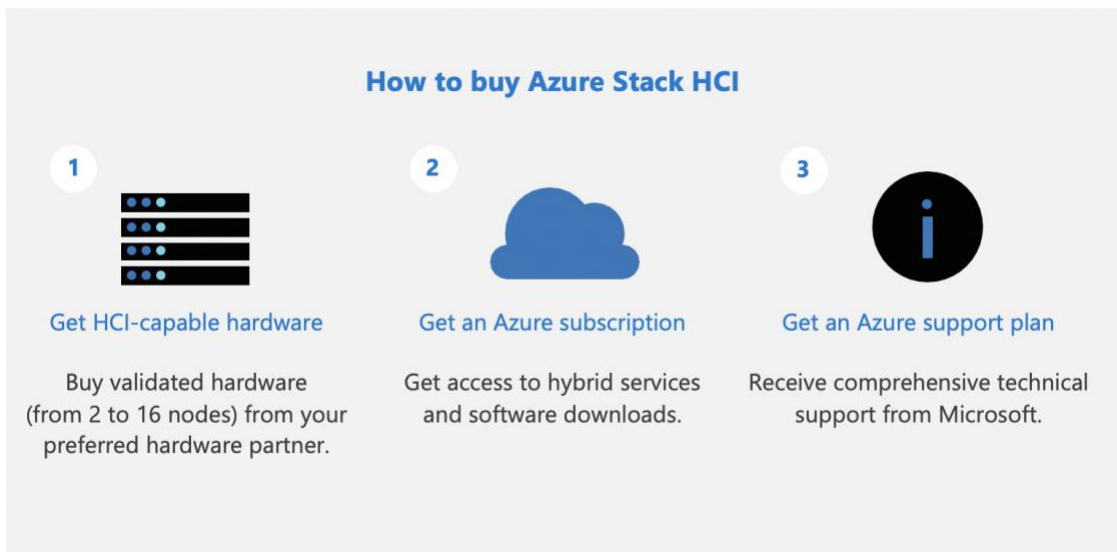 How to buy Azure Stack HCI
1
Get HCI-capable hardware
Buy validated hardware
(from 2 to 16 nodes) from your
preferred hardware partner.
2
Get an Azure subscription
Get access to hybrid services
and software downloads.
3
Get an Azure support plan
Receive comprehensive technical
support from Microsoft.